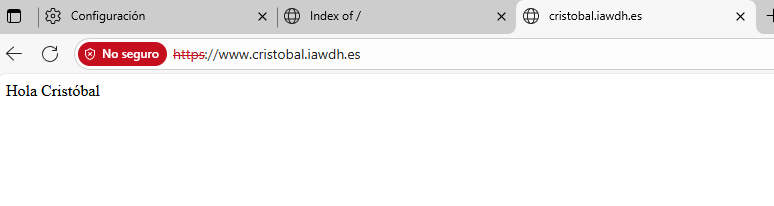 Configuración
Index of /
cristobal.iawdh.es
No seguro
https://www.cristobal.iawdh.es
Hola Cristóbal